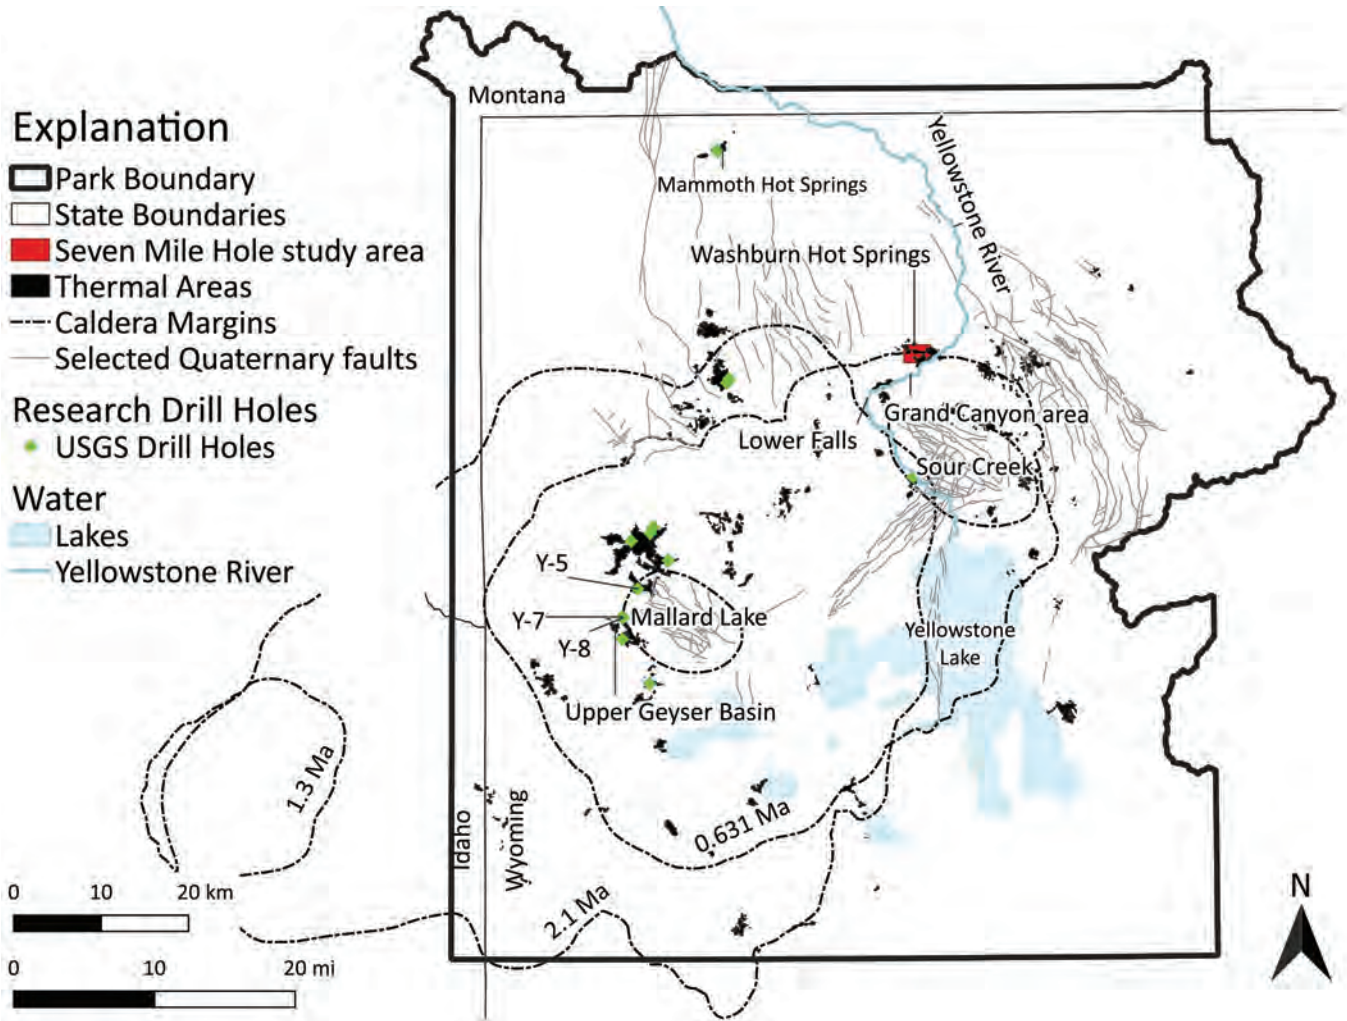 Explanation
Park Boundary
State Boundaries
Seven Mile Hole study area
Thermal Areas
Caldera Margins
Selected Quaternary faults
Research Drill Holes
USGS Drill Holes
Water
Lakes
Yellowstone River
Montana
Mammoth Hot Springs
Yellowstone River
Washburn Hot Springs
Grand Canyon area
Lower Falls
Sour Creek
Y-5
Y-7
Mallard Lake
Y-8
Yellowstone
Lake
Upper Geyser Basin
1.3 Ma
0.631 Ma
2.1 Ma
Idaho
Wyoming
0 10 20 km
0 10 20 mi
N